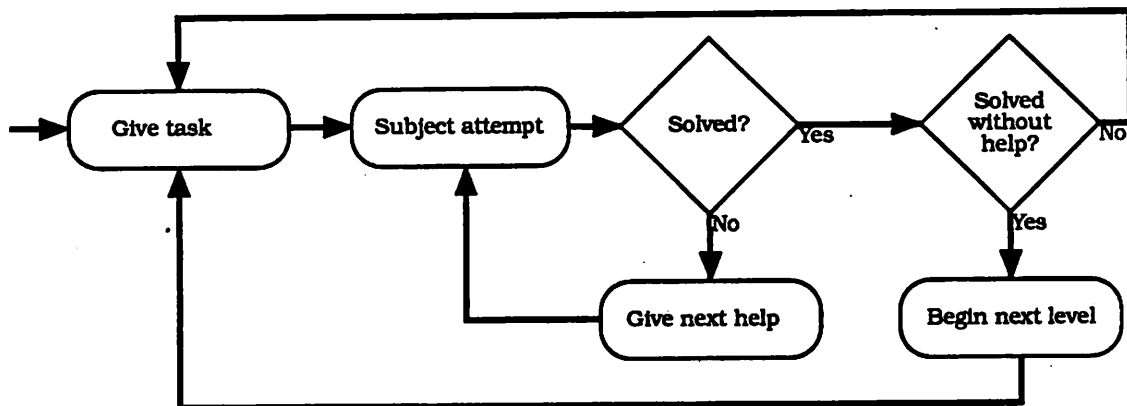 Give task
Subject attempt
Solved?
Yes
Solved
without
help?
No
No
Yes
Give next help
Begin next level